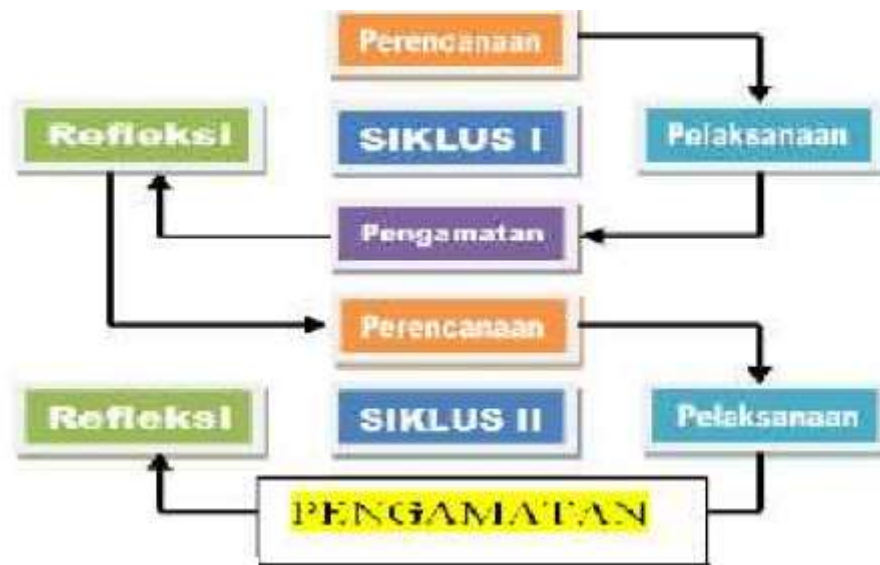 Perencanaan
Refleksi
SIKLUS I
Pelaksanaan
Pengamatan
Perencanaan
Refleksi
SIKLUS II
Pelaksanaan
PENGAMATAN